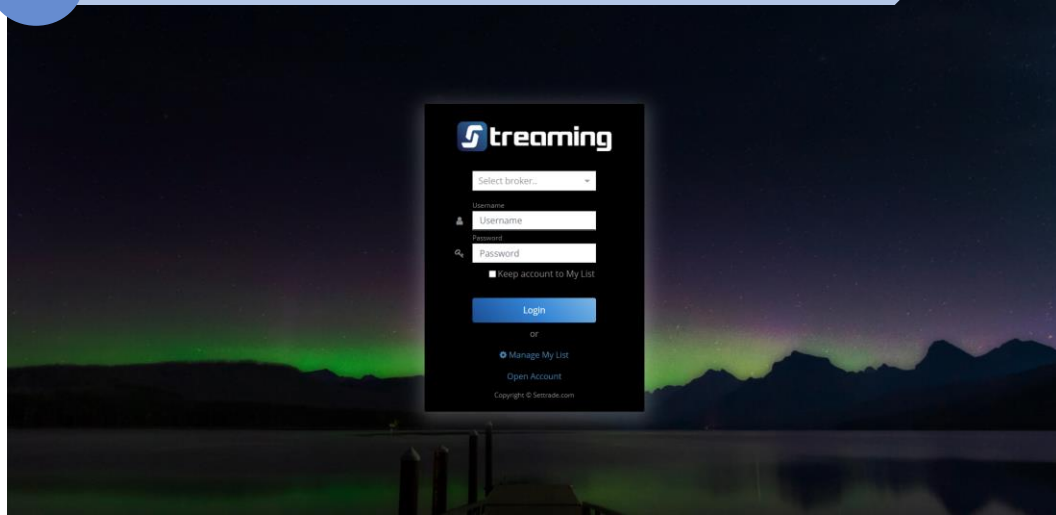 Streaming
Select broker..
Username
Username
Password
Password
Keep account to My List
Login
or
Manage My List
Open Account
Copyright © Settrade.com